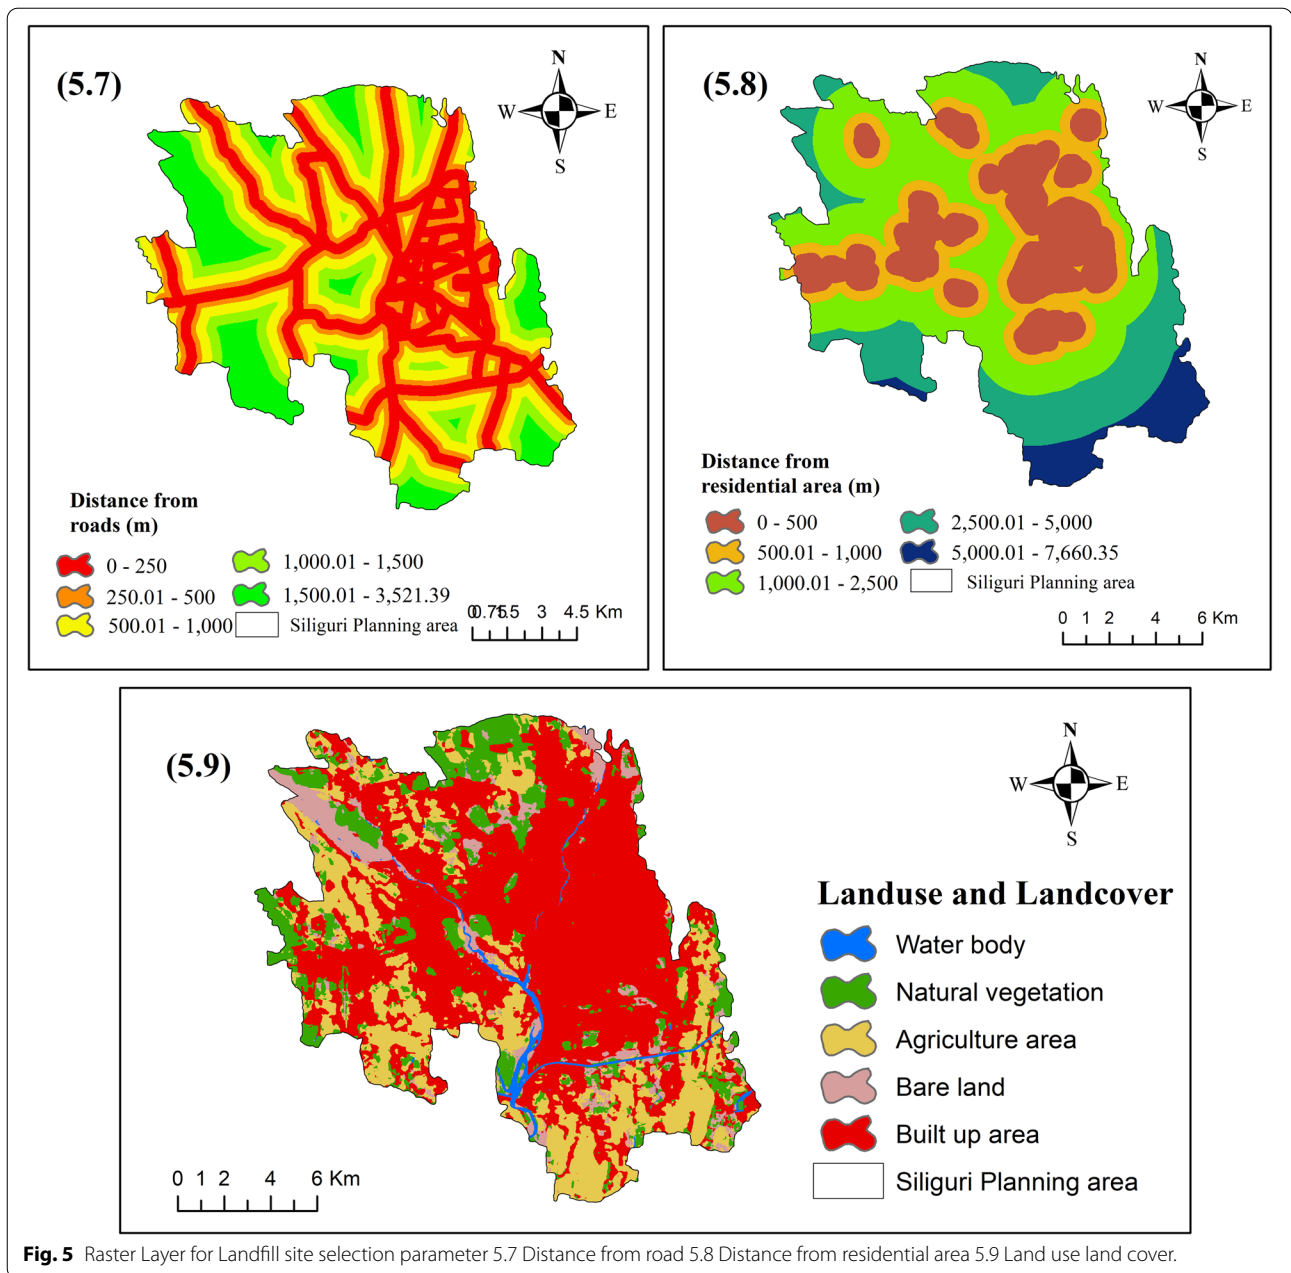 (5.7)
N
W E
S
Distance from
roads (m)
0 - 250
250.01 - 500
500.01 - 1,000
1,000.01 - 1,500
1,500.01 - 3,521.39
Siliguri Planning area
0 0.75 1.5 3 4.5 Km
(5.8)
N
W E
S
Distance from
residential area (m)
0 - 500
500.01 - 1,000
1,000.01 - 2,500
2,500.01 - 5,000
5,000.01 - 7,660.35
Siliguri Planning area
0 1 2 4 6 Km
(5.9)
N
W E
S
Landuse and Landcover
Water body
Natural vegetation
Agriculture area
Bare land
Built up area
Siliguri Planning area
0 1 2 4 6 Km
Fig. 5 Raster Layer for Landfill site selection parameter 5.7 Distance from road 5.8 Distance from residential area 5.9 Land use land cover.